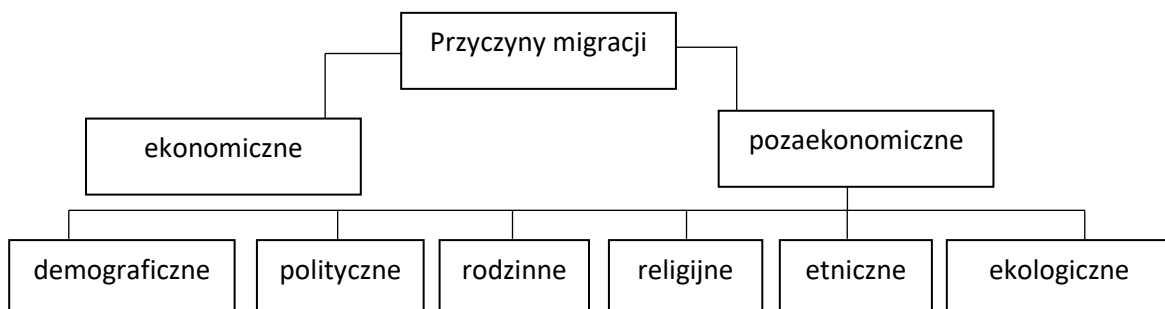 Przyczyny migracji
ekonomiczne
pozaekonomiczne
demograficzne
polityczne
rodzinne
religijne
etniczne
ekologiczne